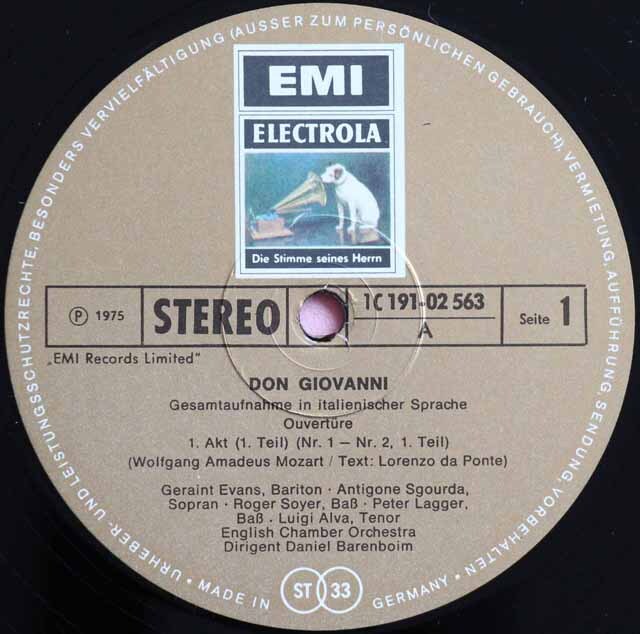 URHEBER- UND LEISTUNGSSCHUTZRECHTE, BESONDERS VERVIELFÄLTIGUNG (AUSSER ZUM PERSÖNLICHEN GEBRAUCH), VERMIETUNG, AUFFÜHRUNG, SENDUNG, VORBEHALTEN · MADE IN GERMANY ·
EMI
ELECTROLA
Die Stimme seines Herrn
Ⓟ 1975
STEREO
1C 191-02 563
A
Seite 1
„EMI Records Limited"
DON GIOVANNI
Gesamtaufnahme in italienischer Sprache
Ouvertüre
1. Akt (1. Teil) (Nr. 1 – Nr. 2, 1. Teil)
(Wolfgang Amadeus Mozart / Text: Lorenzo da Ponte)
Geraint Evans, Bariton · Antigone Sgourda,
Sopran · Roger Soyer, Baß · Peter Lagger,
Baß · Luigi Alva, Tenor
English Chamber Orchestra
Dirigent Daniel Barenboim
ST 33